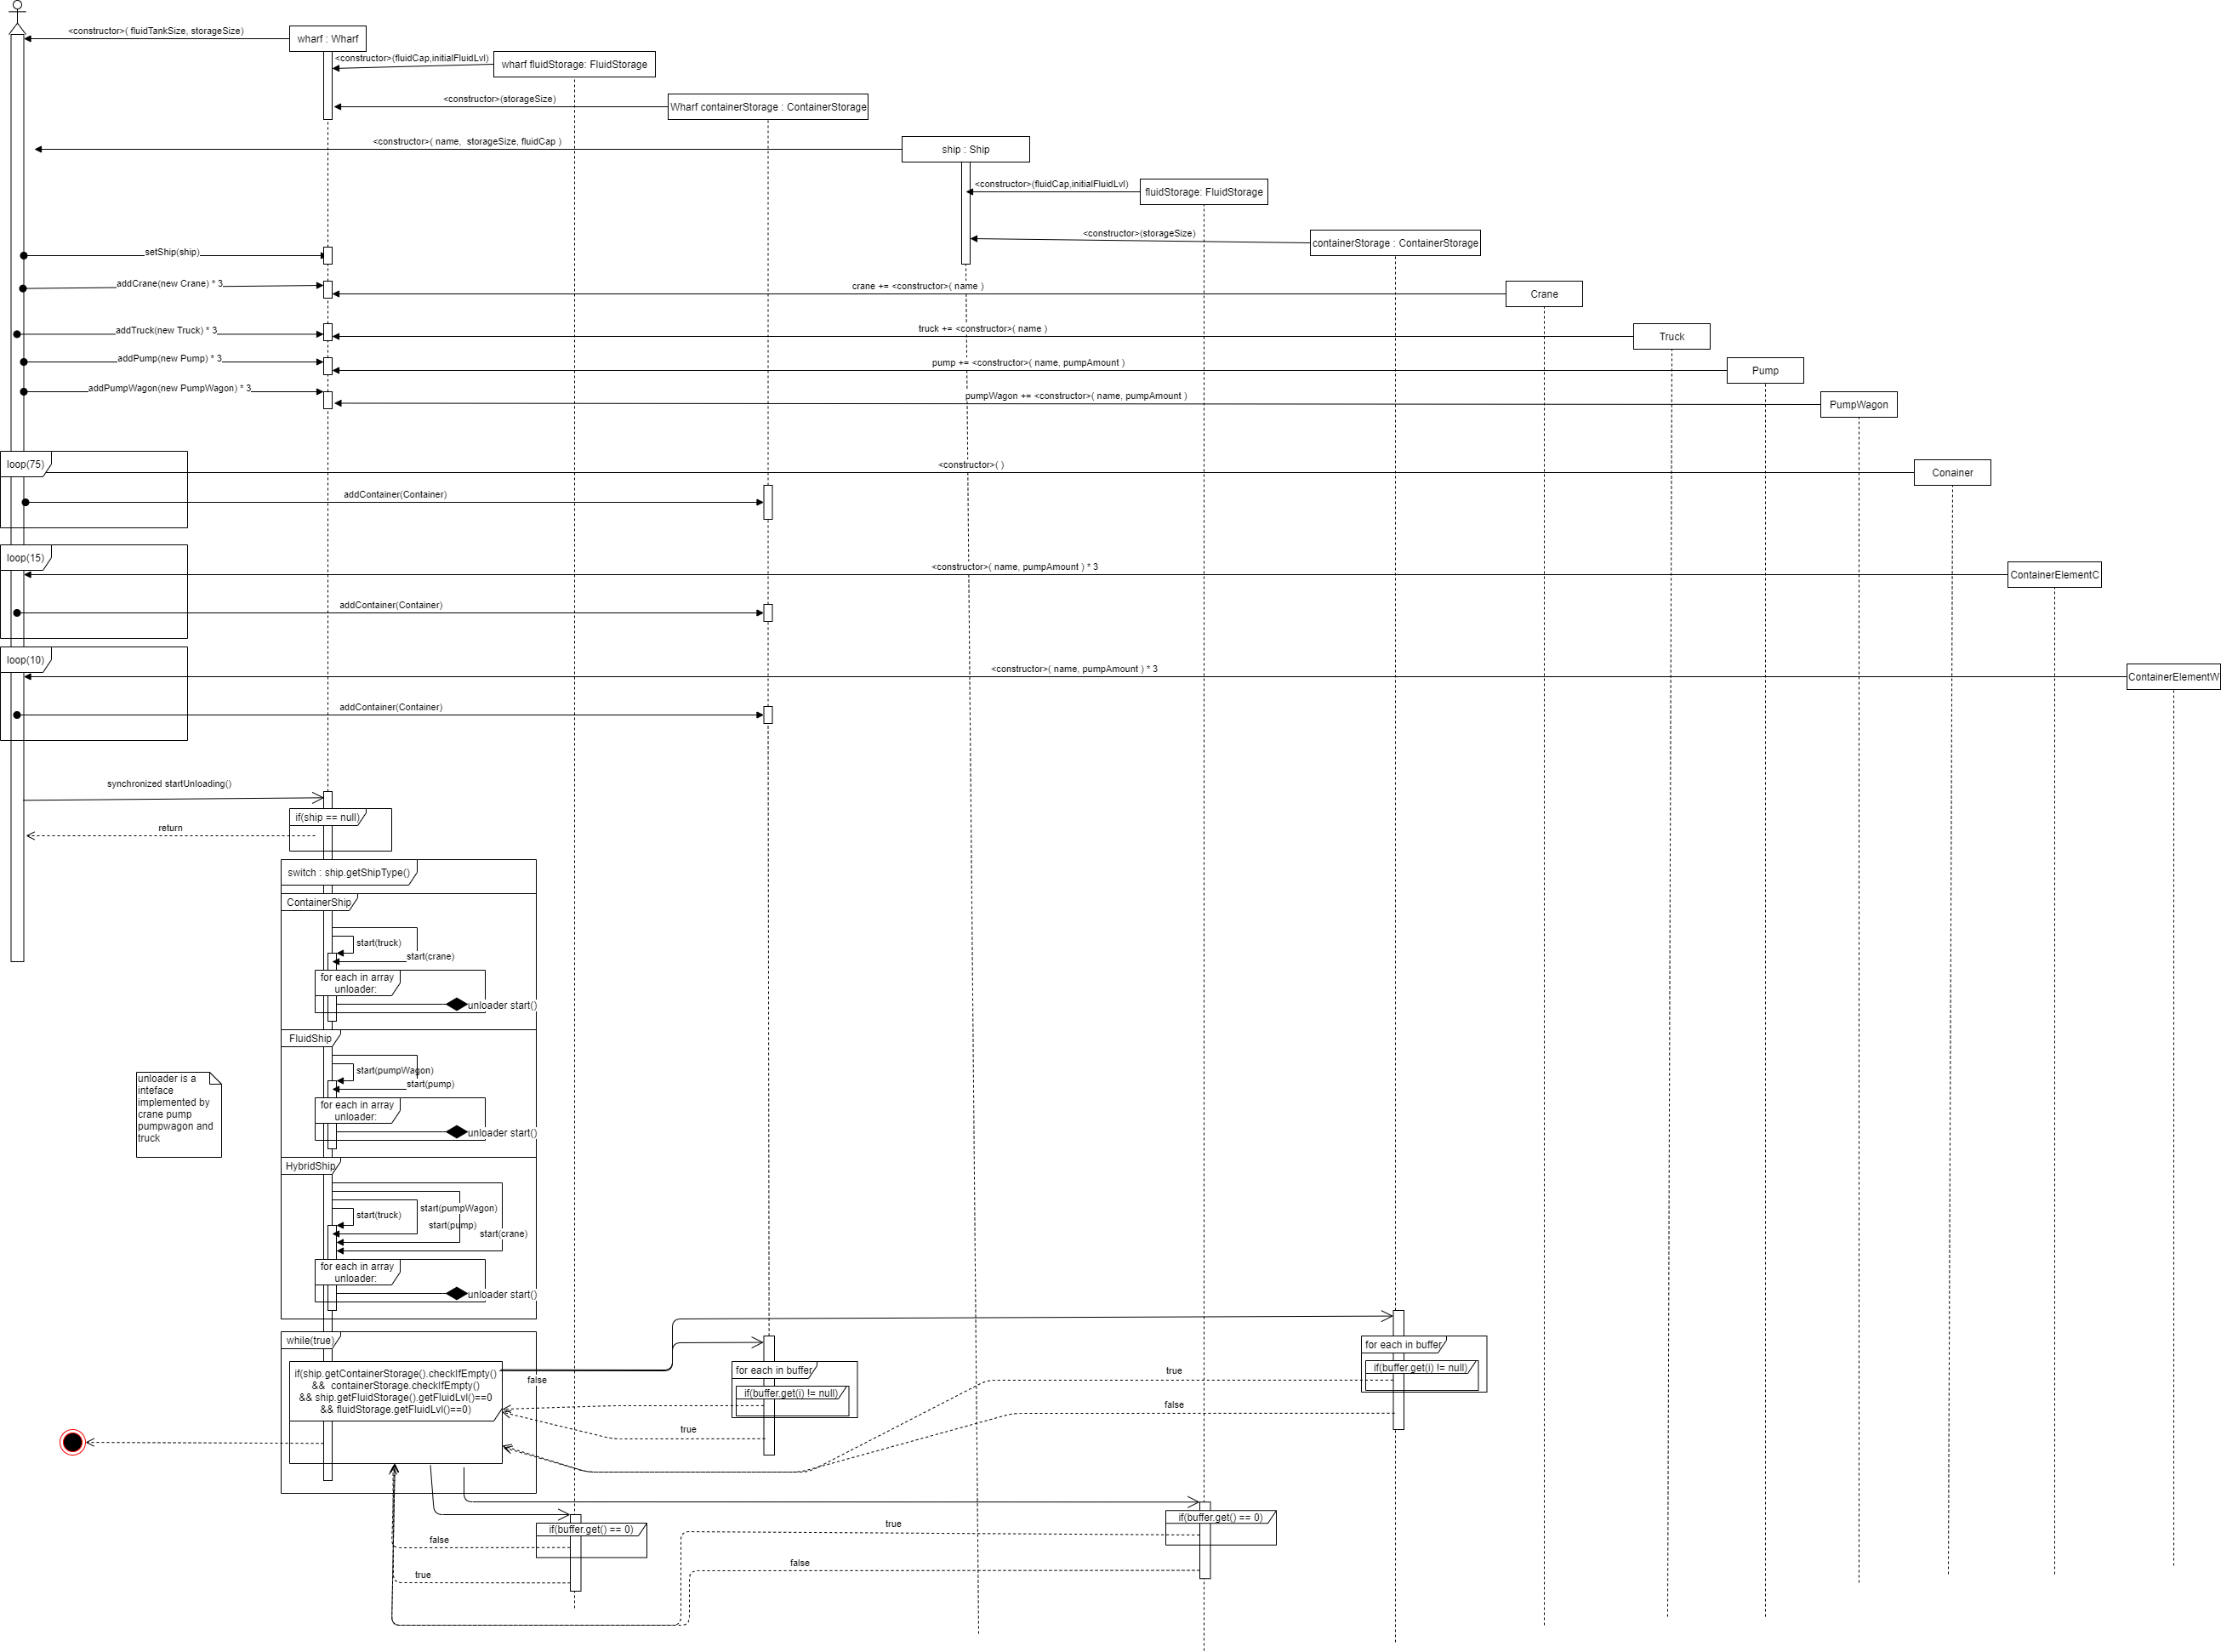 <constructor>( fluidTankSize, storageSize)
wharf : Wharf
<constructor>(fluidCap,initialFluidLvl)
wharf fluidStorage: FluidStorage
<constructor>(storageSize)
Wharf containerStorage : ContainerStorage
<constructor>( name,  storageSize, fluidCap )
ship : Ship
<constructor>(fluidCap,initialFluidLvl)
fluidStorage: FluidStorage
<constructor>(storageSize)
containerStorage : ContainerStorage
setShip(ship)
addCrane(new Crane) * 3
crane += <constructor>( name )
Crane
addTruck(new Truck) * 3
truck += <constructor>( name )
Truck
addPump(new Pump) * 3
pump += <constructor>( name, pumpAmount )
Pump
addPumpWagon(new PumpWagon) * 3
pumpWagon += <constructor>( name, pumpAmount )
PumpWagon
loop(75)
<constructor>( )
Conainer
addContainer(Container)
loop(15)
<constructor>( name, pumpAmount ) * 3
ContainerElementC
addContainer(Container)
loop(10)
<constructor>( name, pumpAmount ) * 3
ContainerElementW
addContainer(Container)
synchronized startUnloading()
if(ship == null)
return
switch : ship.getShipType()
ContainerShip
start(truck)
start(crane)
for each in array
unloader:
unloader start()
FluidShip
start(pumpWagon)
start(pump)
for each in array
unloader:
unloader start()
unloader is a
inteface
implemented by
crane pump
pumpwagon and
truck
HybridShip
start(pumpWagon)
start(truck)
start(pump)
start(crane)
for each in array
unloader:
unloader start()
while(true)
if(ship.getContainerStorage().checkIfEmpty()
&&  containerStorage.checkIfEmpty()
&& ship.getFluidStorage().getFluidLvl()==0
&& fluidStorage.getFluidLvl()==0)
false
for each in buffer
if(buffer.get(i) != null)
true
for each in buffer
if(buffer.get(i) != null)
true
false
if(buffer.get() == 0)
false
true
if(buffer.get() == 0)
true
false